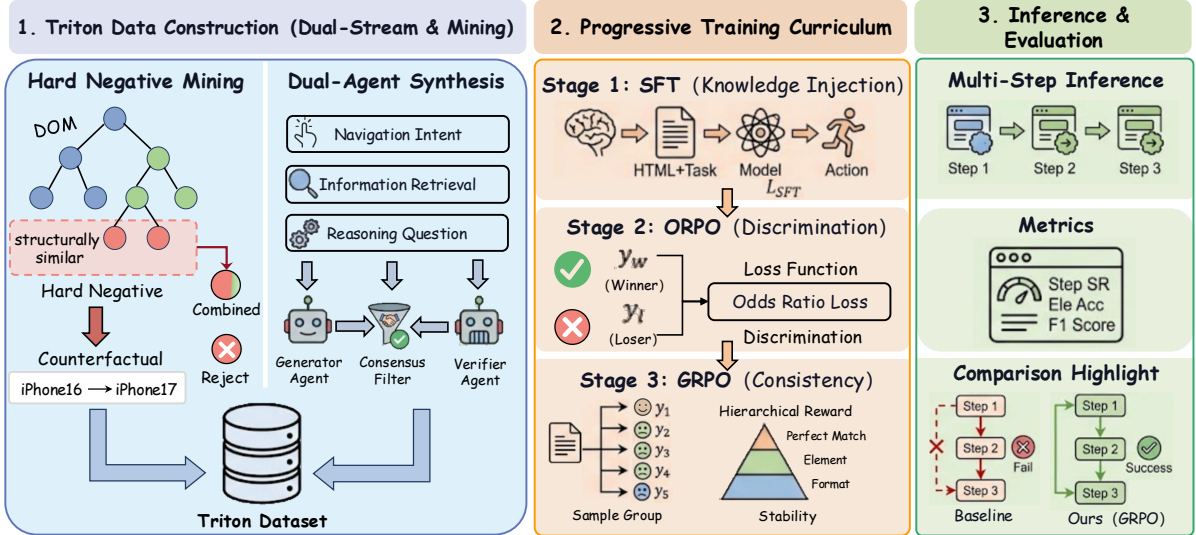 1. Triton Data Construction (Dual-Stream & Mining)
Hard Negative Mining
DOM
structurally
similar
Hard Negative
Combined
Counterfactual
Reject
iPhone16 → iPhone17
Dual-Agent Synthesis
Navigation Intent
Information Retrieval
Reasoning Question
Generator
Agent
Consensus
Filter
Verifier
Agent
Triton Dataset
2. Progressive Training Curriculum
Stage 1: SFT (Knowledge Injection)
HTML+Task
Model
Action
L_SFT
Stage 2: ORPO (Discrimination)
y_w
(Winner)
y_l
(Loser)
Loss Function
Odds Ratio Loss
Discrimination
Stage 3: GRPO (Consistency)
y₁
y₂
y₃
y₄
y₅
Sample Group
Hierarchical Reward
Perfect Match
Element
Format
Stability
3. Inference &
Evaluation
Multi-Step Inference
Step 1
Step 2
Step 3
Metrics
Step SR
Ele Acc
F1 Score
Comparison Highlight
Step 1
Step 2
Fail
Step 3
Baseline
Step 1
Step 2
Success
Step 3
Ours (GRPO)